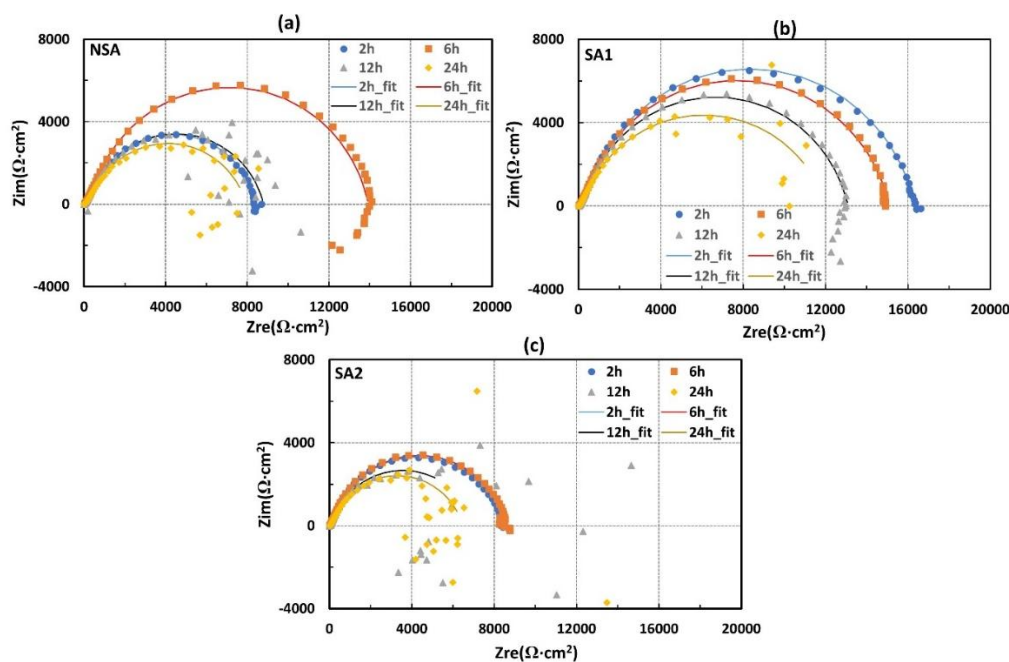 (a)
8000
NSA
2h
6h
12h
24h
2h_fit
6h_fit
12h_fit
24h_fit
4000
0
-4000
0
4000
8000
12000
16000
20000
Zim(Ω·cm²)
Zre(Ω·cm²)
(b)
8000
SA1
4000
0
2h
6h
12h
24h
2h_fit
6h_fit
12h_fit
24h_fit
-4000
0
4000
8000
12000
16000
20000
Zim(Ω·cm²)
Zre(Ω·cm²)
(c)
8000
SA2
2h
6h
12h
24h
2h_fit
6h_fit
12h_fit
24h_fit
4000
0
-4000
0
4000
8000
12000
16000
20000
Zim(Ω·cm²)
Zre(Ω·cm²)